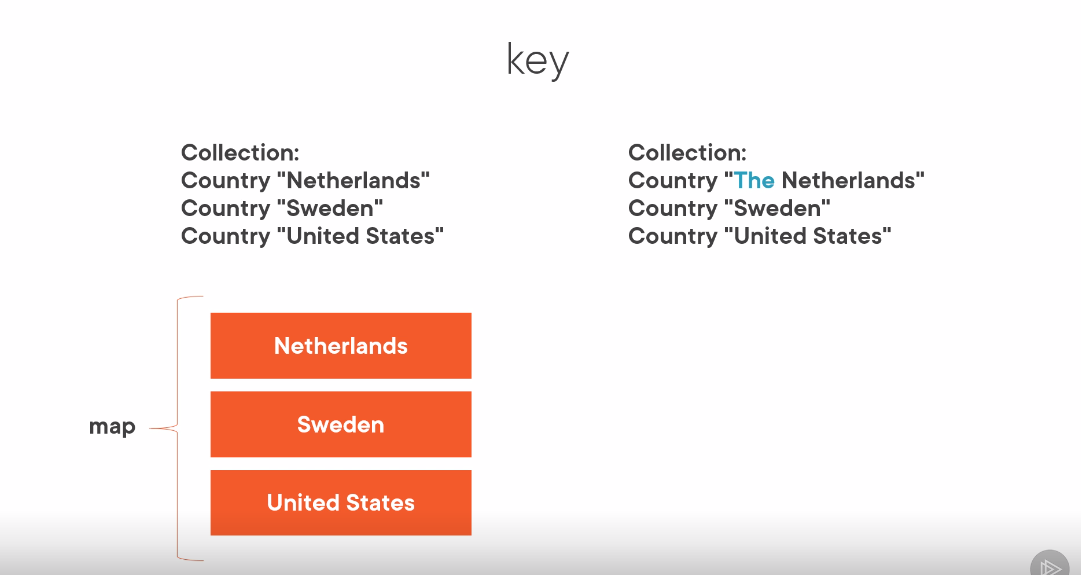 key
Collection:
Country "Netherlands"
Country "Sweden"
Country "United States"
Collection:
Country "The Netherlands"
Country "Sweden"
Country "United States"
map
Netherlands
Sweden
United States